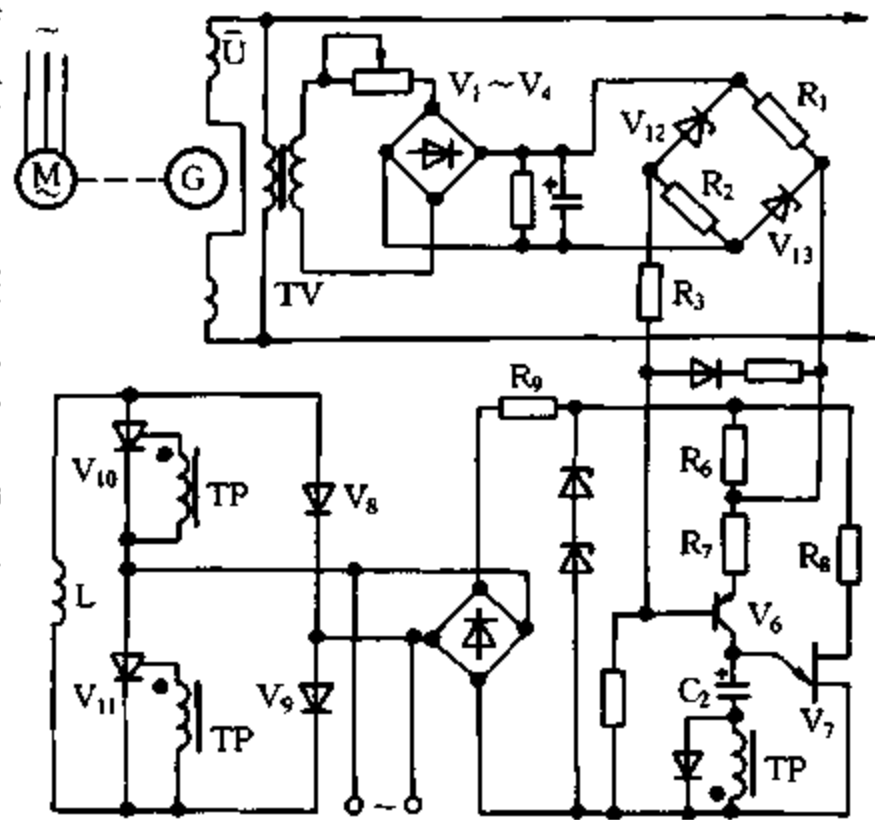 ~
Ū
V₁~V₄
R₁
V₁₂
R₂
M
~
G
V₁₃
TV
R₃
R₉
V₁₀
TP
V₈
R₆
R₇
R₈
L
V₆
V₁₁
V₉
C₂
V₇
TP
TP
~